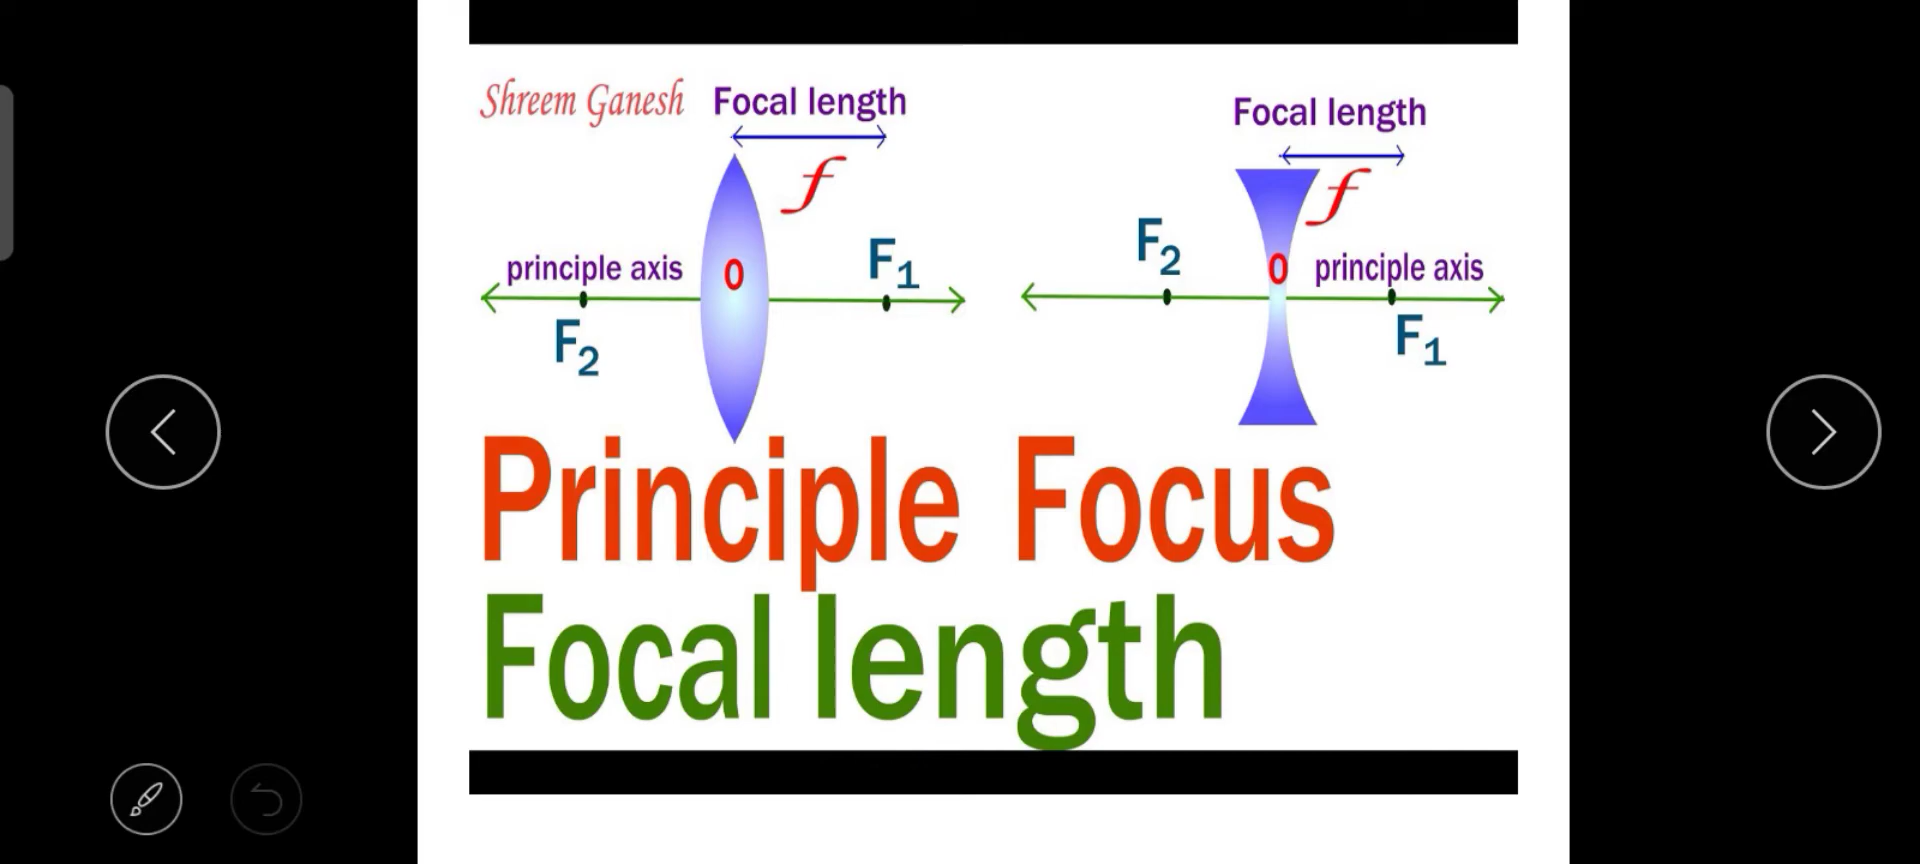 Shreem Ganesh
Focal length
f
principle axis
O
F1
F2
Focal length
f
F2
O
principle axis
F1
Principle Focus
Focal length